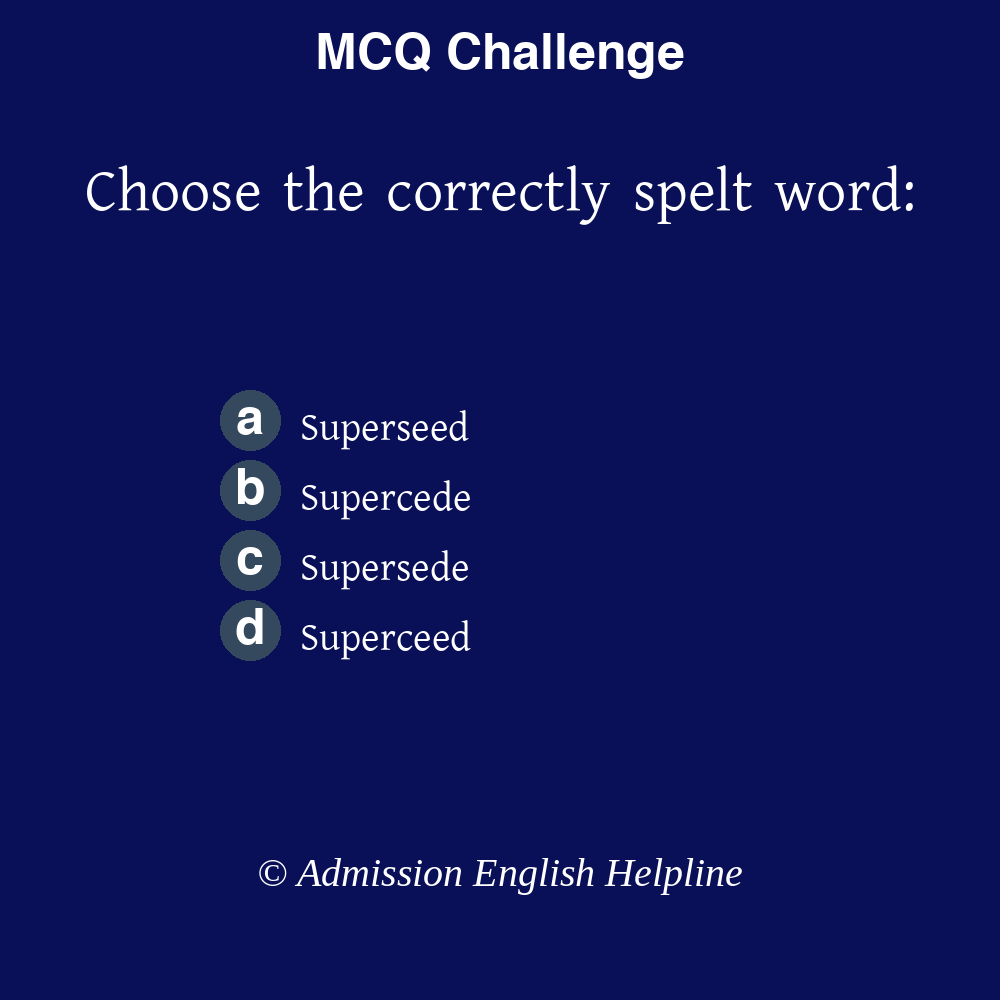 MCQ Challenge
Choose the correctly spelt word:
a Superseed
b Supercede
c Supersede
d Superceed
© Admission English Helpline